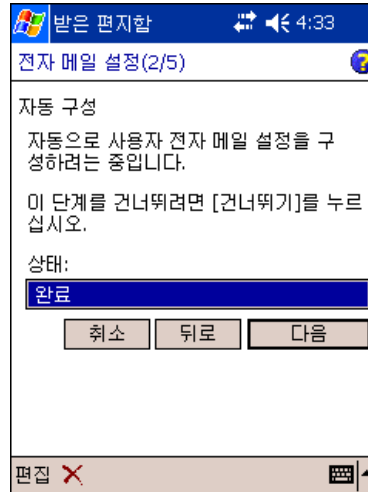 받은 편지함 4:33
전자 메일 설정(2/5)
자동 구성
자동으로 사용자 전자 메일 설정을 구
성하려는 중입니다.
이 단계를 건너뛰려면 [건너뛰기]를 누르
십시오.
상태:
완료
취소 뒤로 다음
편집